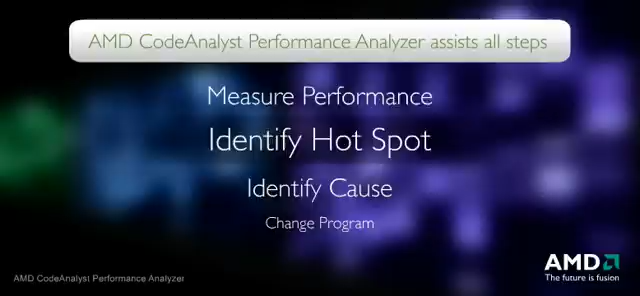 AMD CodeAnalyst Performance Analyzer assists all steps
Measure Performance
Identify Hot Spot
Identify Cause
Change Program
AMD CodeAnalyst Performance Analyzer
AMD
The future is fusion